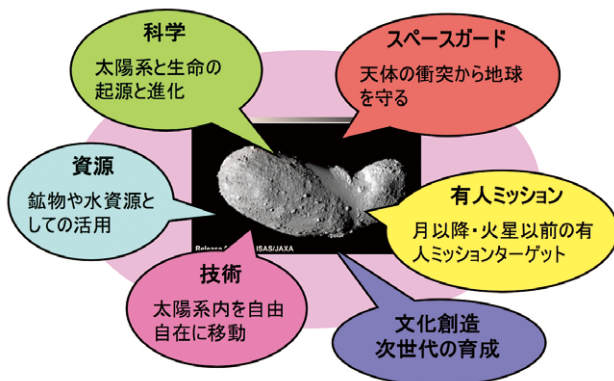 科学
太陽系と生命の
起源と進化
スペースガード
天体の衝突から地球
を守る
資源
鉱物や水資源と
しての活用
有人ミッション
月以降・火星以前の有
人ミッションターゲット
Release
ISAS/JAXA
技術
太陽系内を自由
自在に移動
文化創造
次世代の育成